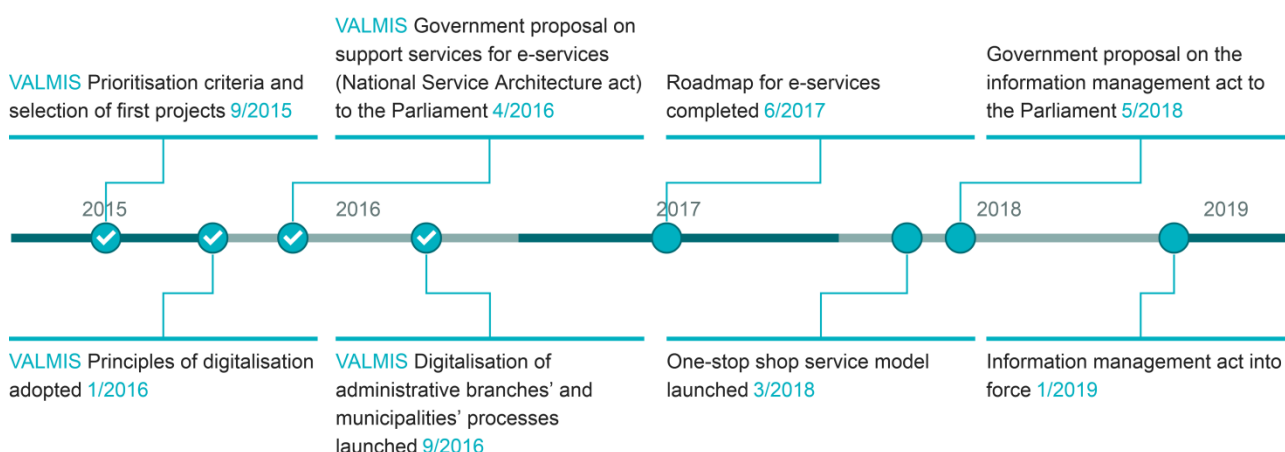 VALMIS Prioritisation criteria and
selection of first projects 9/2015
VALMIS Government proposal on
support services for e-services
(National Service Architecture act)
to the Parliament 4/2016
Roadmap for e-services
completed 6/2017
Government proposal on the
information management act to
the Parliament 5/2018
2015
2016
2017
2018
2019
VALMIS Principles of digitalisation
adopted 1/2016
VALMIS Digitalisation of
administrative branches’ and
municipalities’ processes
launched 9/2016
One-stop shop service model
launched 3/2018
Information management act into
force 1/2019